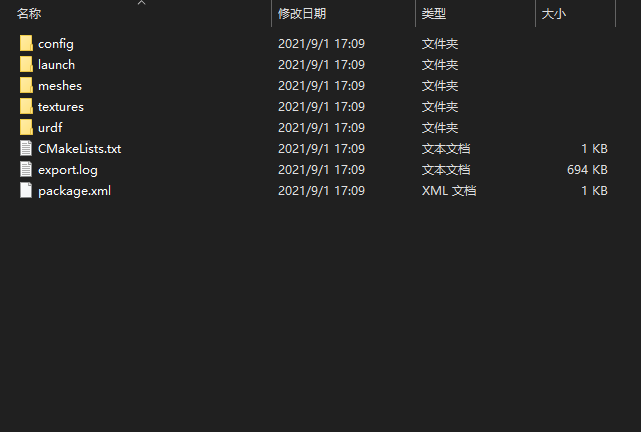 名称 修改日期 类型 大小
config 2021/9/1 17:09 文件夹
launch 2021/9/1 17:09 文件夹
meshes 2021/9/1 17:09 文件夹
textures 2021/9/1 17:09 文件夹
urdf 2021/9/1 17:09 文件夹
CMakeLists.txt 2021/9/1 17:09 文本文档 1 KB
export.log 2021/9/1 17:09 文本文档 694 KB
package.xml 2021/9/1 17:09 XML 文档 1 KB